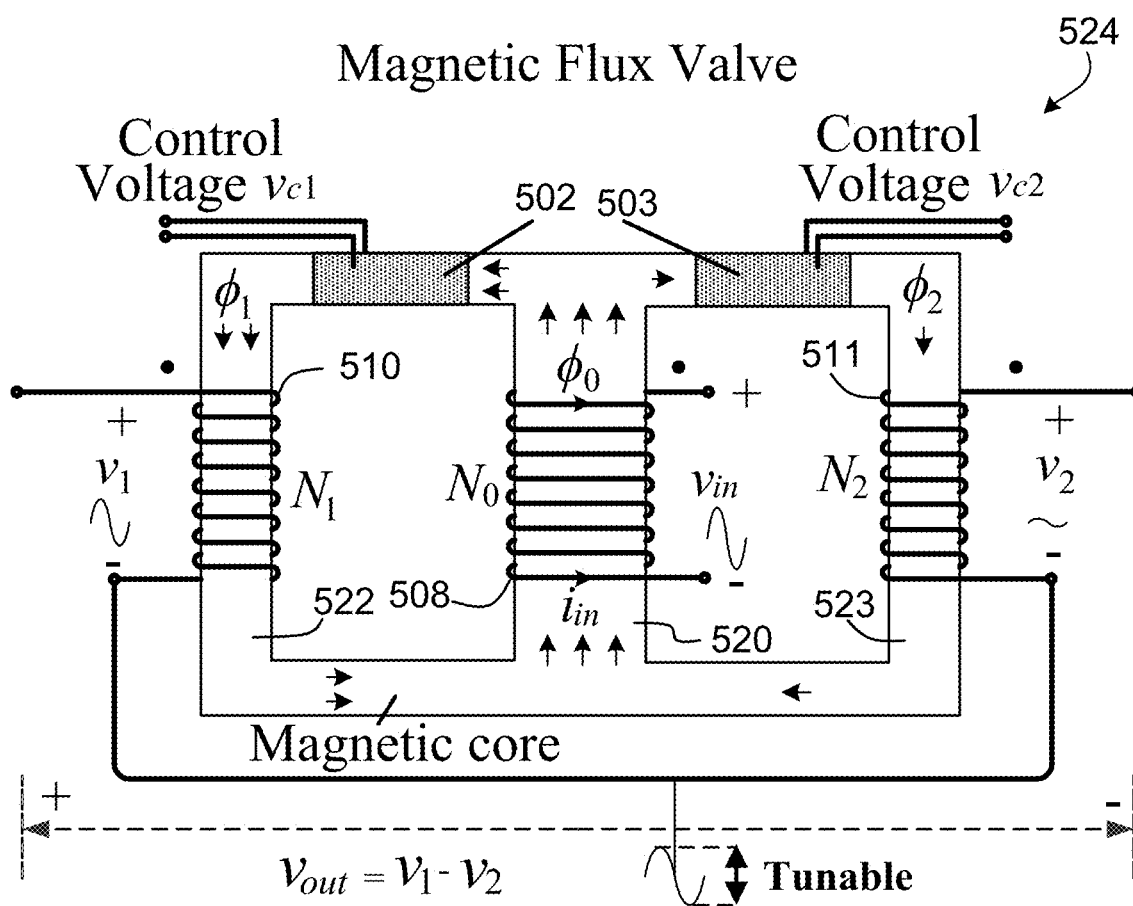 524
Magnetic Flux Valve
Control
Voltage vc1
Control
Voltage vc2
502
503
ϕ1
ϕ2
510
ϕ0
511
+
+
+
v1
N1
N0
vin
N2
v2
-
-
-
508
iin
522
520
523
Magnetic core
+
-
vout = v1 - v2
Tunable